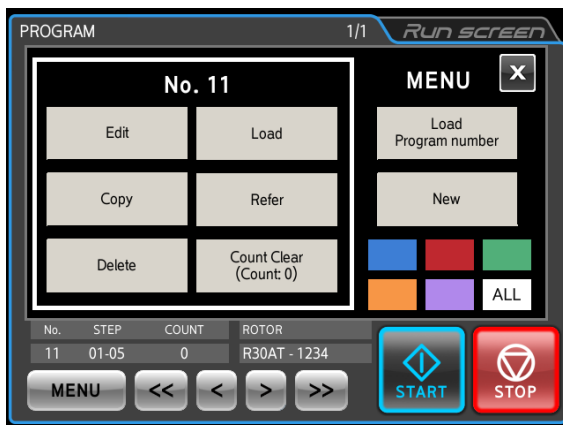 PROGRAM 1/1 Run screen
No. 11
MENU X
Edit Load
Load
Program number
Copy Refer New
Delete
Count Clear
(Count: 0)
ALL
No. STEP COUNT ROTOR
11 01-05 0 R30AT - 1234
MENU << < > >>
START STOP